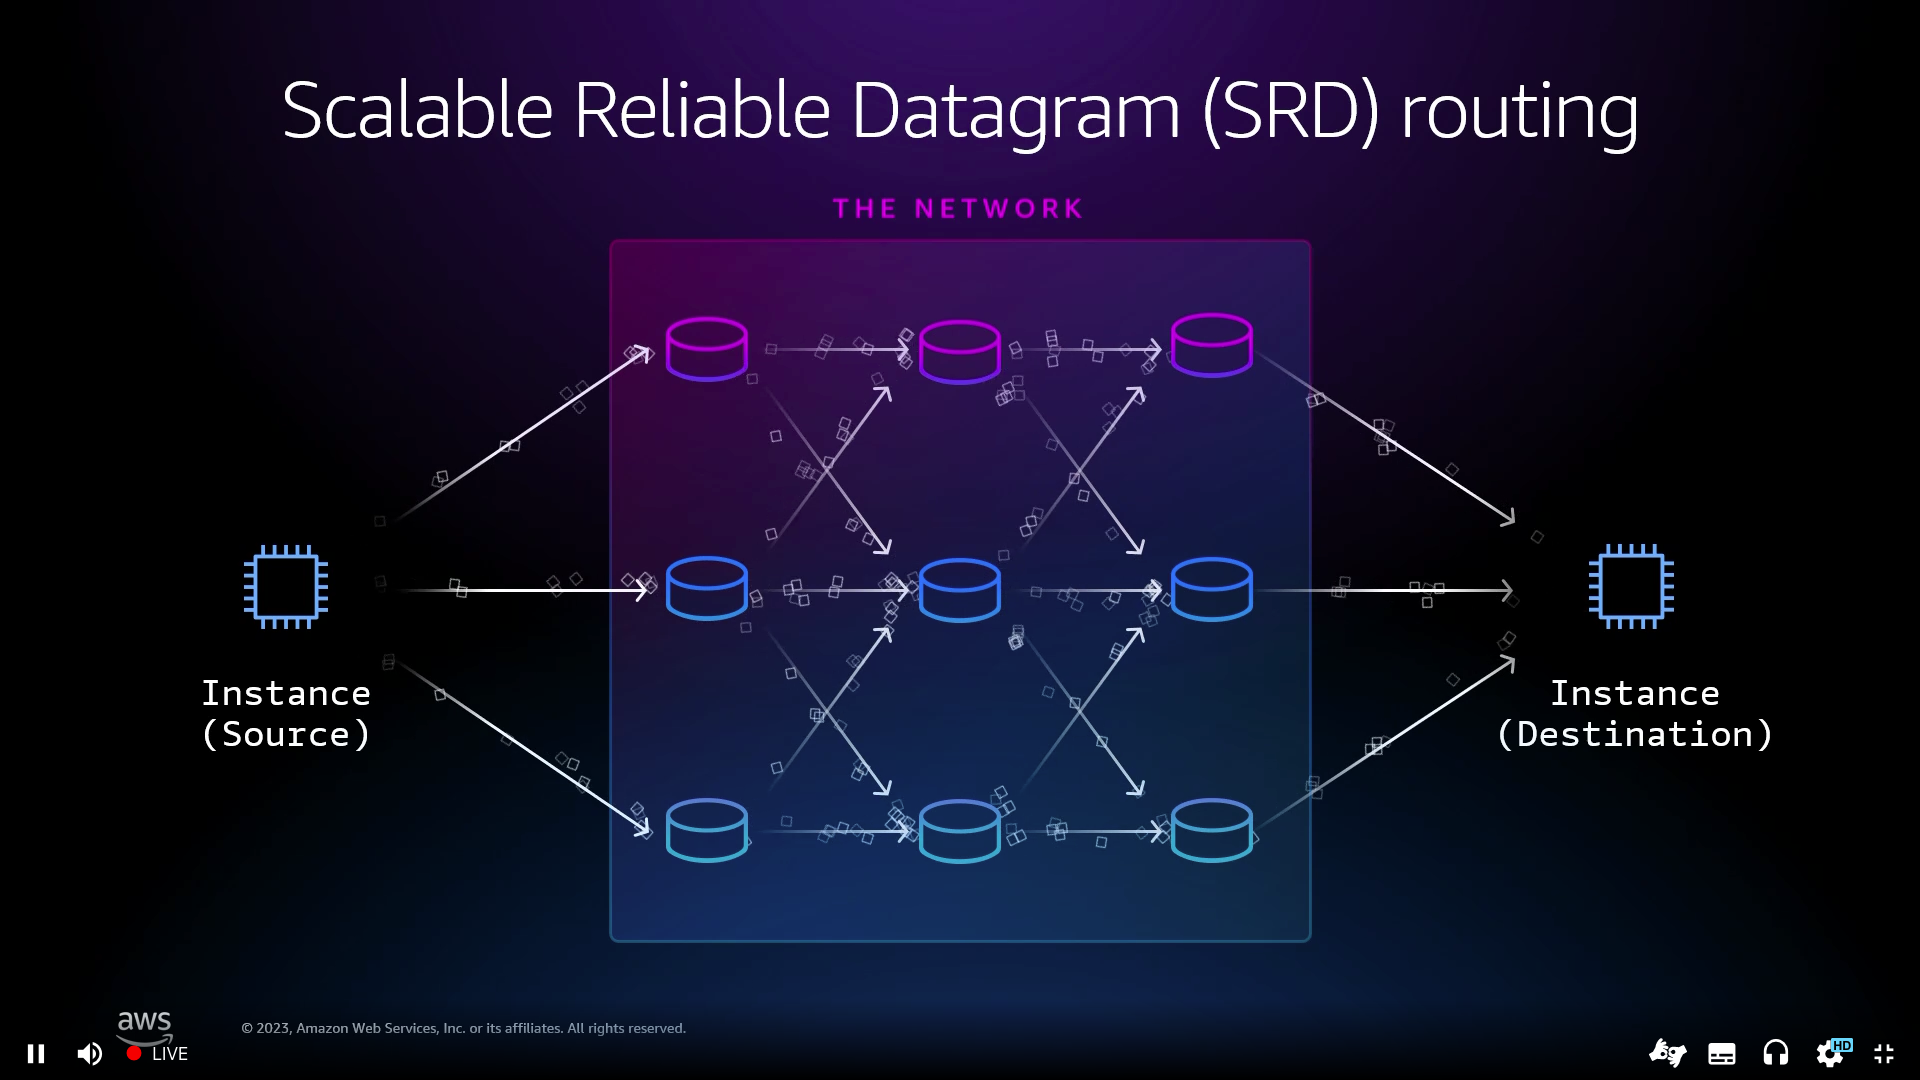 Scalable Reliable Datagram (SRD) routing
THE NETWORK
Instance
(Source)
Instance
(Destination)
aws
© 2023, Amazon Web Services, Inc. or its affiliates. All rights reserved.
LIVE
HD